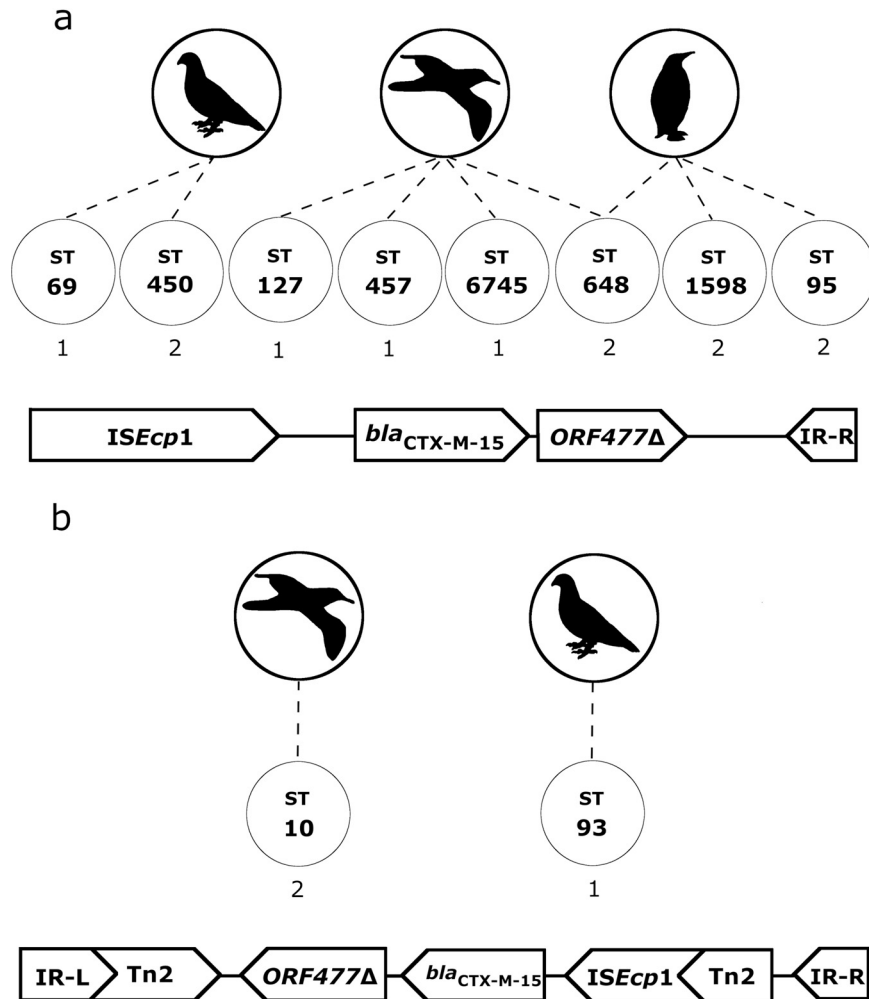 a
ST ST ST ST ST ST ST ST
69 450 127 457 6745 648 1598 95
1 2 1 1 1 2 2 2
ISEcp1 blaCTX-M-15 ORF477Δ IR-R
b
ST ST
10 93
2 1
IR-L Tn2 ORF477Δ blaCTX-M-15 ISEcp1 Tn2 IR-R